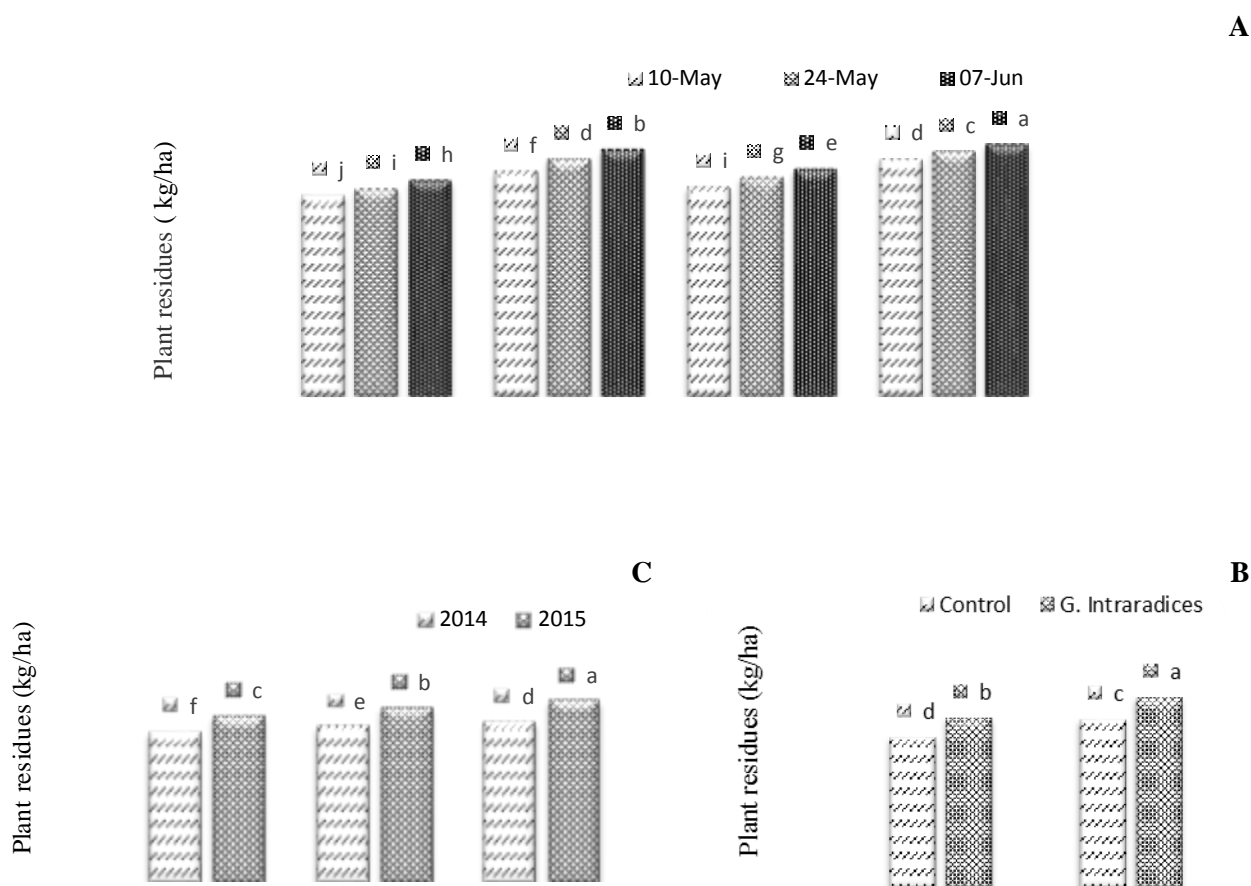 A
10-May 24-May 07-Jun
Plant residues ( kg/ha)
j i h f d b i g e d c a
C
2014 2015
Plant residues (kg/ha)
f c e b d a
B
Control G. Intraradices
Plant residues (kg/ha)
d b c a